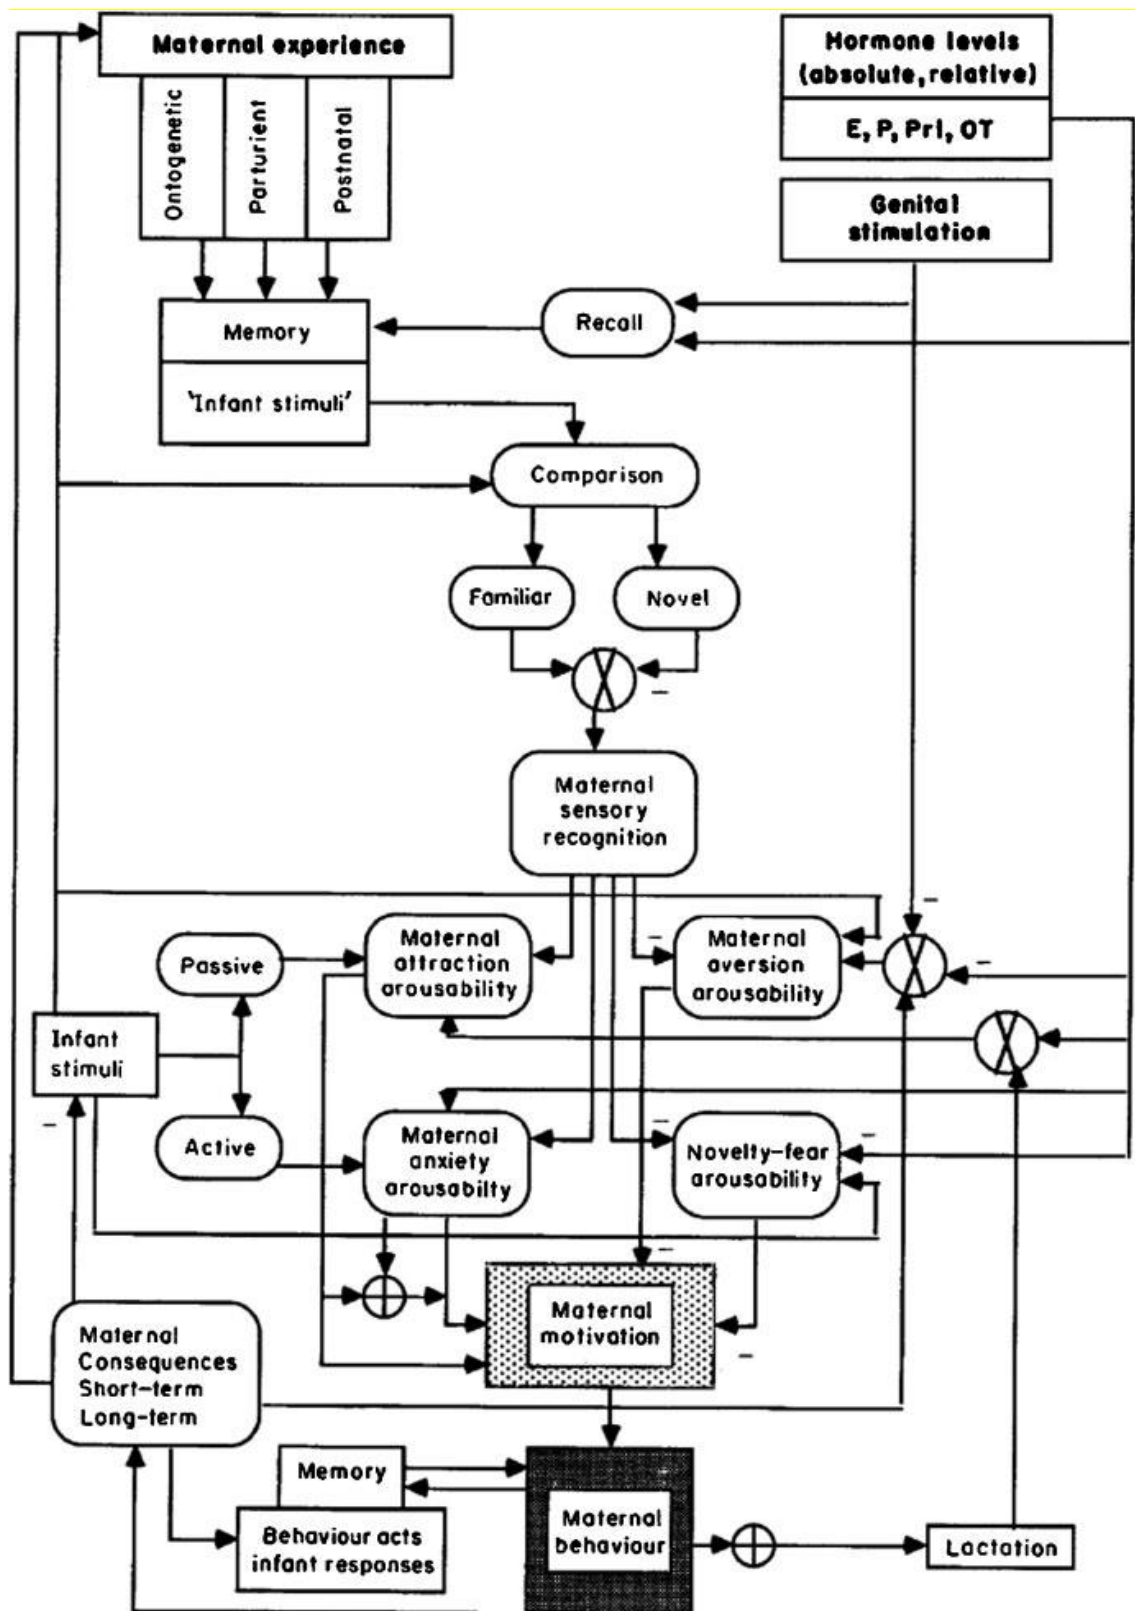 Maternal experience
Ontogenetic
Parturient
Postnatal
Hormone levels
(absolute, relative)
E, P, Prl, OT
Genital
stimulation
Memory
'Infant stimuli'
Recall
Comparison
Familiar
Novel
–
Maternal
sensory
recognition
–
Passive
Maternal
attraction
arousability
–
Maternal
aversion
arousability
–
Infant
stimuli
–
Active
Maternal
anxiety
arousabilty
–
Novelty-fear
arousability
–
–
Maternal
motivation
–
Maternal
Consequences
Short-term
Long-term
Memory
Behaviour acts
infant responses
Maternal
behaviour
Lactation